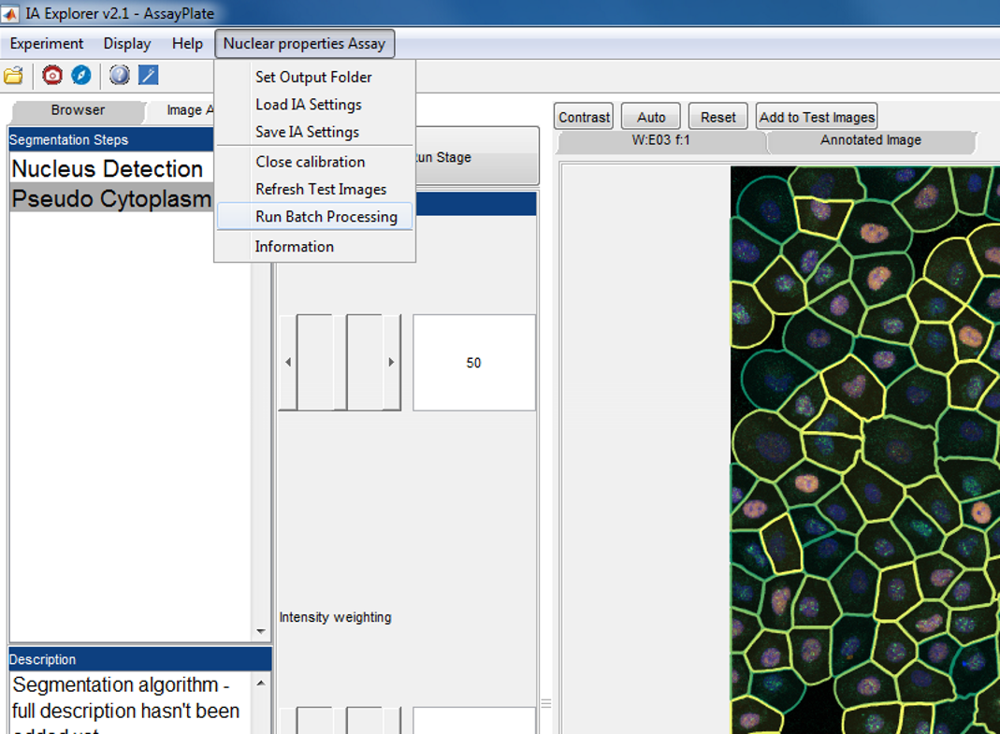 IA Explorer v2.1 - AssayPlate
Experiment Display Help Nuclear properties Assay
Set Output Folder
Load IA Settings
Save IA Settings
Close calibration
Refresh Test Images
Run Batch Processing
Information
Browser Image A
Segmentation Steps
Nucleus Detection
Pseudo Cytoplasm
un Stage
Contrast Auto Reset Add to Test Images
W:E03 f:1 Annotated Image
50
Intensity weighting
Description
Segmentation algorithm -
full description hasn't been
added yet